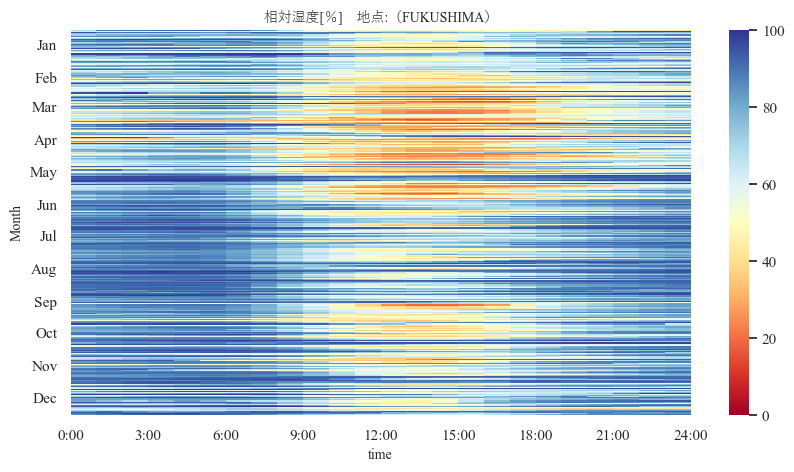 相対湿度[%] 地点:（FUKUSHIMA）
Month
Jan
Feb
Mar
Apr
May
Jun
Jul
Aug
Sep
Oct
Nov
Dec
0:00 3:00 6:00 9:00 12:00 15:00 18:00 21:00 24:00
time
100
80
60
40
20
0